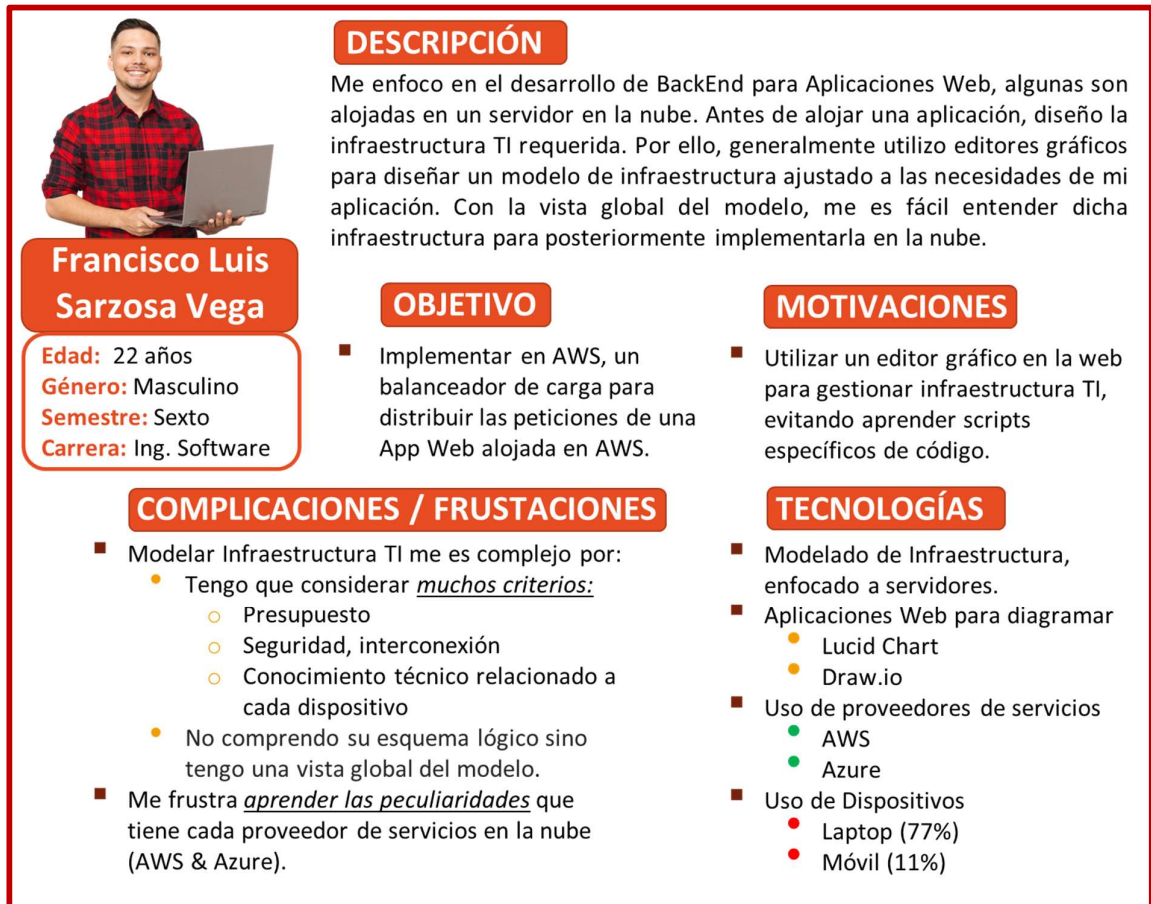 DESCRIPCIÓN
Me enfoco en el desarrollo de BackEnd para Aplicaciones Web, algunas son
alojadas en un servidor en la nube. Antes de alojar una aplicación, diseño la
infraestructura TI requerida. Por ello, generalmente utilizo editores gráficos
para diseñar un modelo de infraestructura ajustado a las necesidades de mi
aplicación. Con la vista global del modelo, me es fácil entender dicha
infraestructura para posteriormente implementarla en la nube.
Francisco Luis
Sarzosa Vega
Edad: 22 años
Género: Masculino
Semestre: Sexto
Carrera: Ing. Software
OBJETIVO
■ Implementar en AWS, un
balanceador de carga para
distribuir las peticiones de una
App Web alojada en AWS.
MOTIVACIONES
■ Utilizar un editor gráfico en la web
para gestionar infraestructura TI,
evitando aprender scripts
específicos de código.
COMPLICACIONES / FRUSTACIONES
■ Modelar Infraestructura TI me es complejo por:
• Tengo que considerar muchos criterios:
o Presupuesto
o Seguridad, interconexión
o Conocimiento técnico relacionado a
cada dispositivo
• No comprendo su esquema lógico sino
tengo una vista global del modelo.
■ Me frustra aprender las peculiaridades que
tiene cada proveedor de servicios en la nube
(AWS & Azure).
TECNOLOGÍAS
■ Modelado de Infraestructura,
enfocado a servidores.
■ Aplicaciones Web para diagramar
• Lucid Chart
• Draw.io
■ Uso de proveedores de servicios
• AWS
• Azure
■ Uso de Dispositivos
• Laptop (77%)
• Móvil (11%)